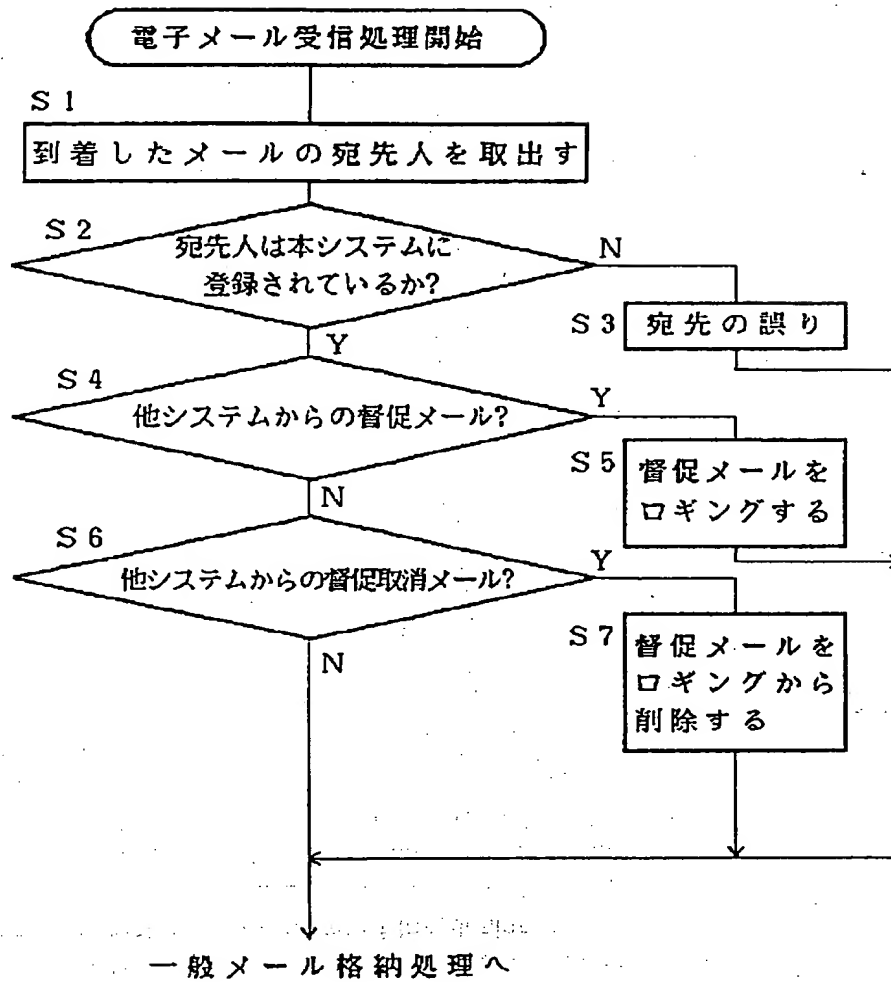 電子メール受信処理開始
S1
到着したメールの宛先人を取出す
S2
宛先人は本システムに
登録されているか?
N
S3
宛先の誤り
Y
S4
他システムからの督促メール?
Y
S5
督促メールを
ロギングする
N
S6
他システムからの督促取消メール?
Y
S7
督促メールを
ロギングから
削除する
N
一般メール格納処理へ